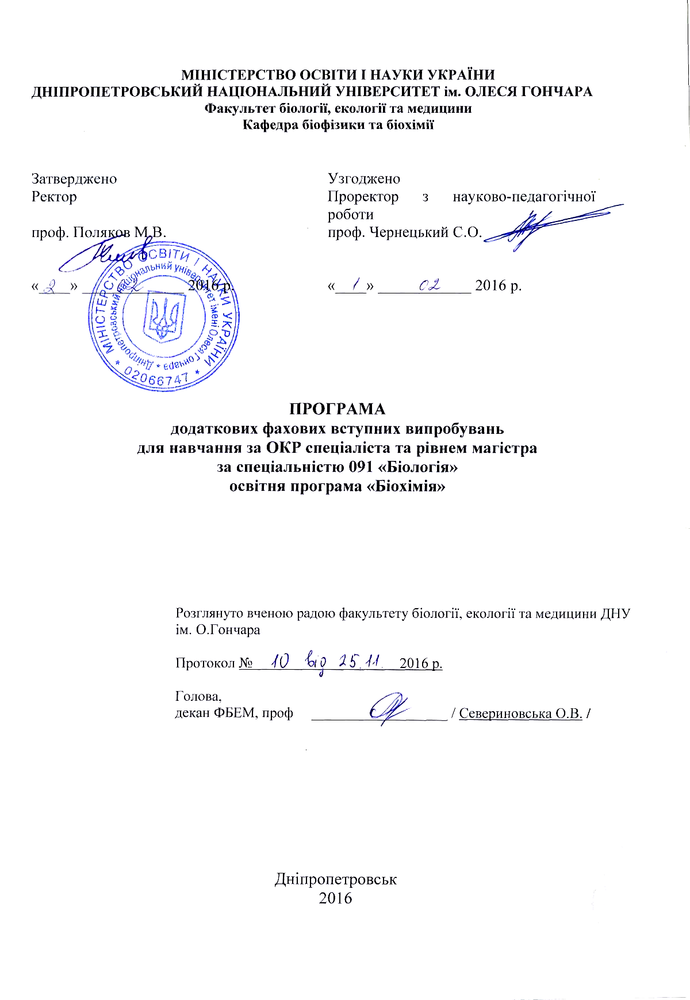 МІНІСТЕРСТВО ОСВІТИ І НАУКИ УКРАЇНИ
ДНІПРОПЕТРОВСЬКИЙ НАЦІОНАЛЬНИЙ УНІВЕРСИТЕТ ім. ОЛЕСЯ ГОНЧАРА
Факультет біології, екології та медицини
Кафедра біофізики та біохімії
Затверджено
Ректор
проф. Поляков М.В.
«2» 02 2016 р.
МІНІСТЕРСТВО ОСВІТИ І НАУКИ УКРАЇНИ * 02066747 *
Дніпропетровський національний університет імені Олеся Гончара *
Узгоджено
Проректор з науково-педагогічної
роботи
проф. Чернецький С.О.
«1» 02 2016 р.
ПРОГРАМА
додаткових фахових вступних випробувань
для навчання за ОКР спеціаліста та рівнем магістра
за спеціальністю 091 «Біологія»
освітня програма «Біохімія»
Розглянуто вченою радою факультету біології, екології та медицини ДНУ
ім. О.Гончара
Протокол № 10 від 25.11. 2016 р.
Голова,
декан ФБЕМ, проф / Севериновська О.В. /
Дніпропетровськ
2016